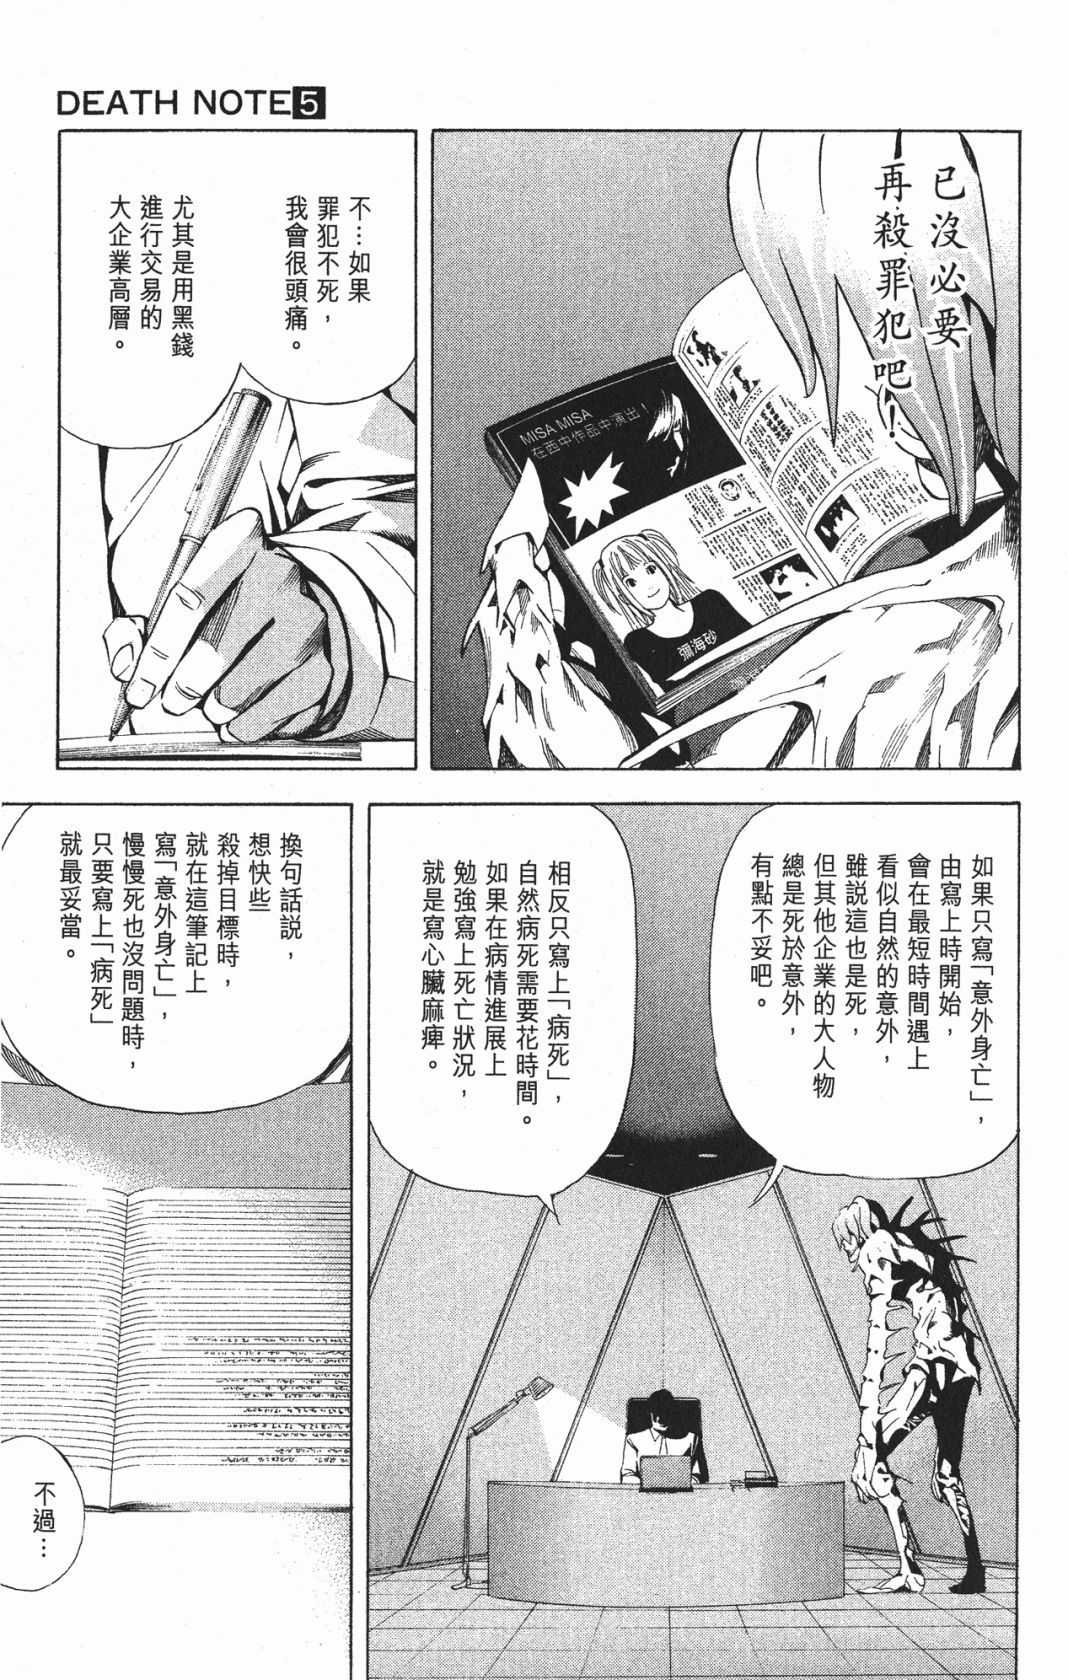 DEATH NOTE 5
已沒必要
再殺罪犯吧!
MISA MISA
在西中作品中演出!
彌海砂
不…如果
罪犯不死，
我會很頭痛。
尤其是用黑錢
進行交易的
大企業高層。
如果只寫「意外身亡」，
由寫上時開始，
會在最短時間遇上
看似自然的意外，
雖說這也是死，
但其他企業的大人物
總是死於意外，
有點不妥吧。
相反只寫上「病死」，
自然病死需要花時間。
如果在病情進展上
勉強寫上死亡狀況，
就是寫心臟麻痺。
換句話說，
想快些
殺掉目標時，
就在這筆記上
寫「意外身亡」，
慢慢死也沒問題時，
只要寫上「病死」
就最妥當。
不過…